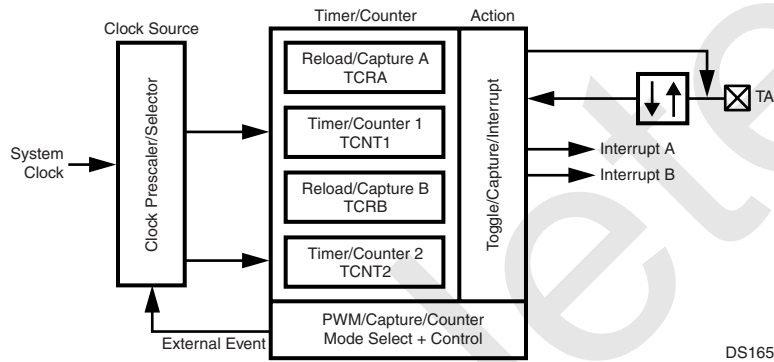 Timer/Counter
Action
Clock Source
Clock Prescaler/Selector
System
Clock
Reload/Capture A
TCRA
Timer/Counter 1
TCNT1
Reload/Capture B
TCRB
Timer/Counter 2
TCNT2
Toggle/Capture/Interrupt
TA
Interrupt A
Interrupt B
PWM/Capture/Counter
Mode Select + Control
External Event
DS165